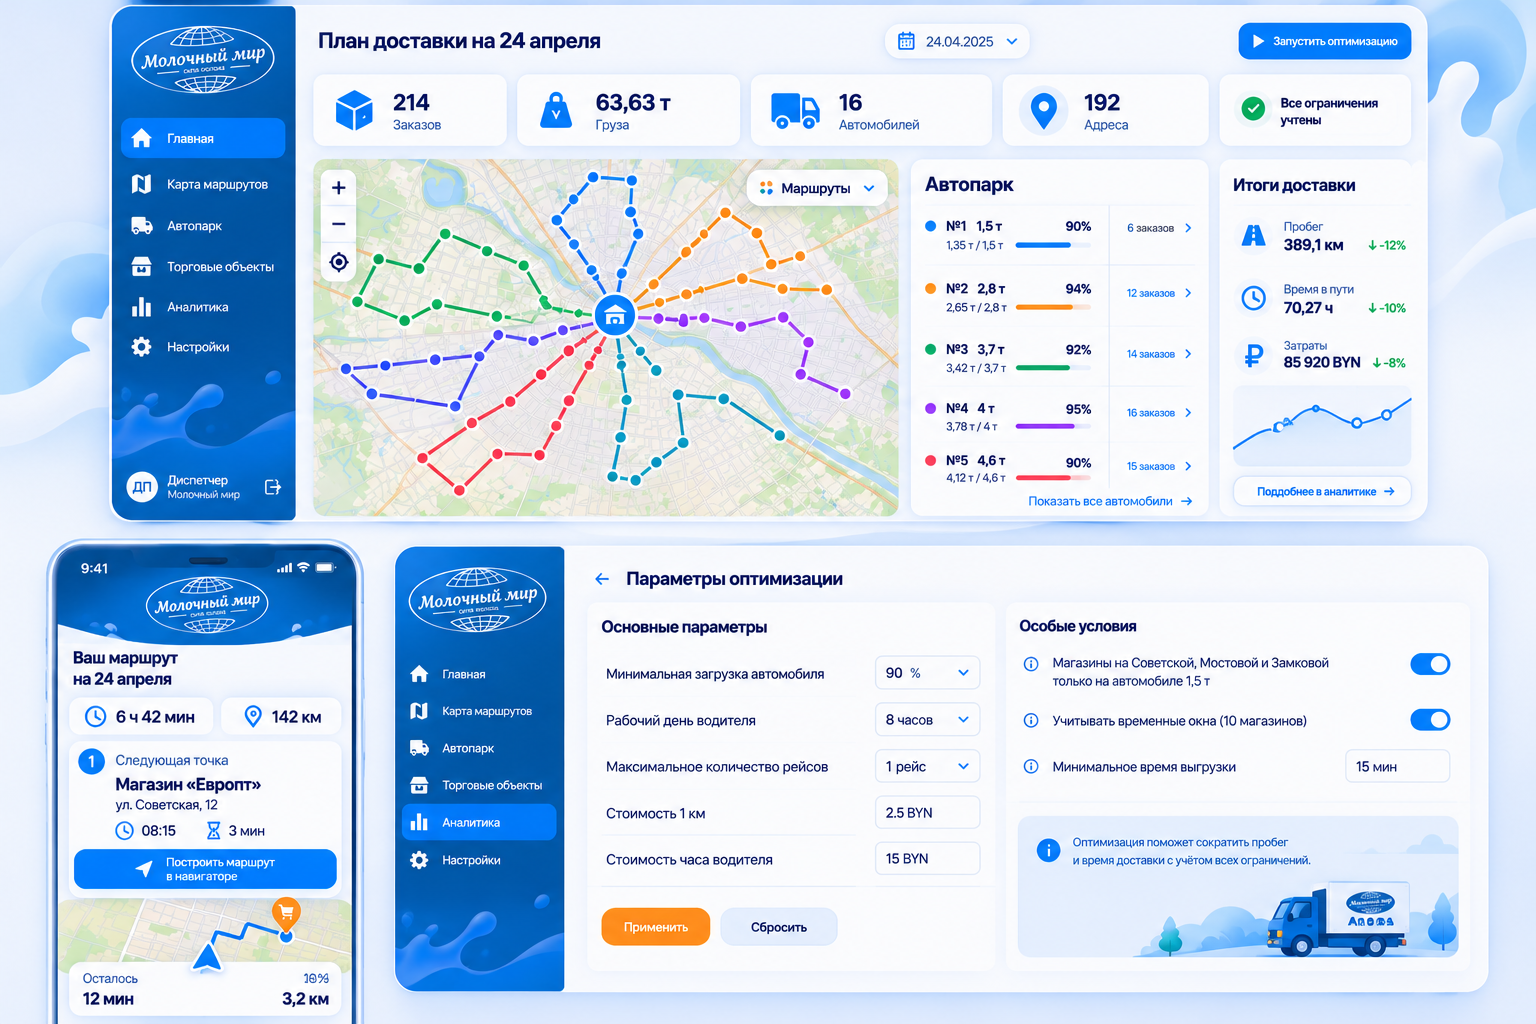 Молочный мир
Главная
Карта маршрутов
Автопарк
Торговые объекты
Аналитика
Настройки
ДП
Диспетчер
Молочный мир
План доставки на 24 апреля
24.04.2025
Запустить оптимизацию
214
Заказов
63,63 т
Груза
16
Автомобилей
192
Адреса
Все ограничения
учтены
+
−
Маршруты
Автопарк
№1 1,5 т 90%
1,35 т / 1,5 т
6 заказов
№2 2,8 т 94%
2,65 т / 2,8 т
12 заказов
№3 3,7 т 92%
3,42 т / 3,7 т
14 заказов
№4 4 т 95%
3,78 т / 4 т
16 заказов
№5 4,6 т 90%
4,12 т / 4,6 т
15 заказов
Показать все автомобили →
Итоги доставки
Пробег
389,1 км ↓-12%
Время в пути
70,27 ч ↓-10%
₽
Затраты
85 920 BYN ↓-8%
Поддобнее в аналитике →
9:41
Молочный мир
Ваш маршрут
на 24 апреля
6 ч 42 мин
142 км
1
Следующая точка
Магазин «Европт»
ул. Советская, 12
08:15
3 мин
Построить маршрут
в навигаторе
Осталось
12 мин
3,2 км
Молочный мир
Главная
Карта маршрутов
Автопарк
Торговые объекты
Аналитика
Настройки
← Параметры оптимизации
Основные параметры
Минимальная загрузка автомобиля
90 %
Рабочий день водителя
8 часов
Максимальное количество рейсов
1 рейс
Стоимость 1 км
2.5 BYN
Стоимость часа водителя
15 BYN
Применить
Сбросить
Особые условия
Магазины на Советской, Мостовой и Замковой
только на автомобиле 1,5 т
Учитывать временные окна (10 магазинов)
Минимальное время выгрузки
15 мин
Оптимизация поможет сократить пробег
и время доставки с учётом всех ограничений.
Молочный мир